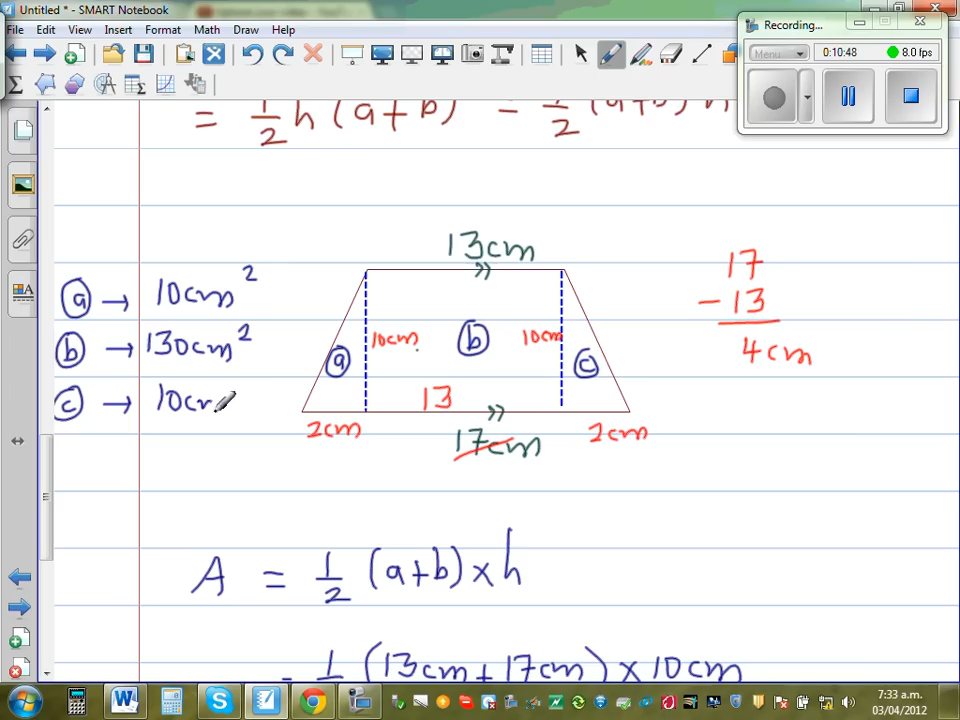 Untitled * - SMART Notebook
File Edit View Insert Format Math Draw Help
Recording...
Menu 0:10:48 8.0 fps
= 1/2 h (a+b) = 1/2 (a+b) h
13cm
17
- 13
4cm
a → 10cm²
b → 130cm²
c → 10cm
10cm b 10cm
a c
13
2cm 17cm 2cm
A = 1/2 (a+b) × h
= 1/2 (13cm + 17cm) × 10cm
7:33 a.m.
03/04/2012